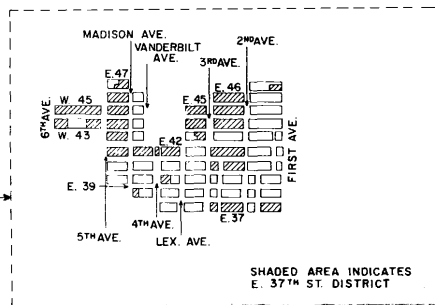 MADISON AVE.
VANDERBILT
AVE.
2ND AVE.
3RD AVE.
E. 47
E. 46
E. 45
W. 45
6TH AVE.
W. 43
E. 42
FIRST AVE.
E. 39
4TH AVE.
E. 37
5TH AVE.
LEX. AVE.
SHADED AREA INDICATES
E. 37TH ST. DISTRICT